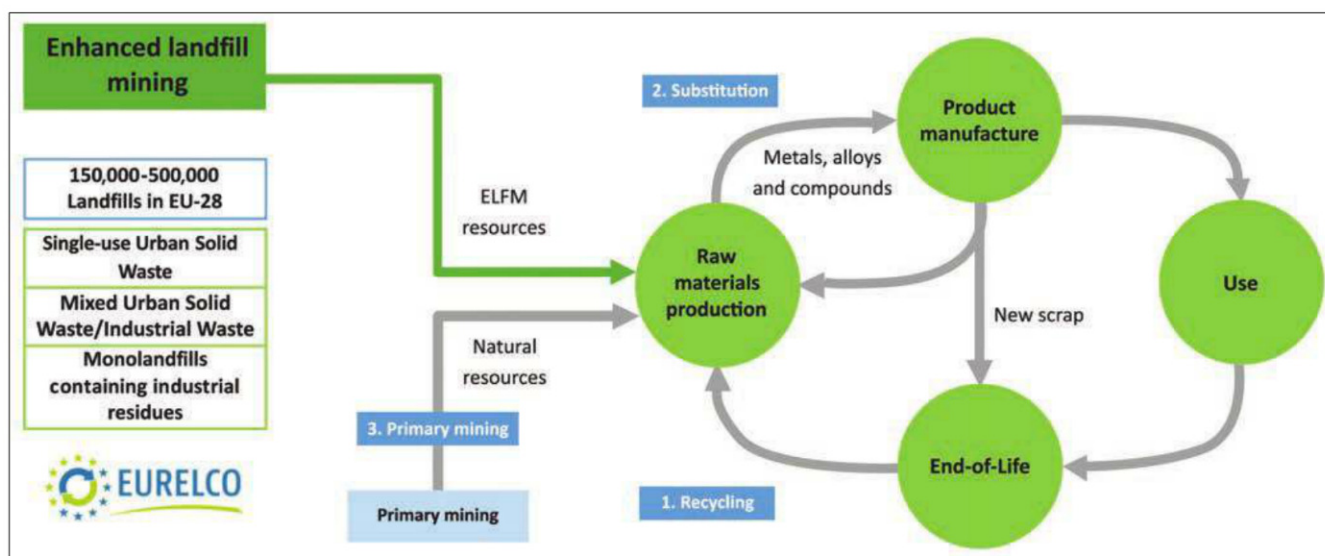 Enhanced landfill
mining
150,000-500,000
Landfills in EU-28
Single-use Urban Solid
Waste
Mixed Urban Solid
Waste/Industrial Waste
Monolandfills
containing industrial
residues
EURELCO
ELFM
resources
Natural
resources
3. Primary mining
Primary mining
2. Substitution
Metals, alloys
and compounds
Product
manufacture
Raw
materials
production
Use
New scrap
End-of-Life
1. Recycling